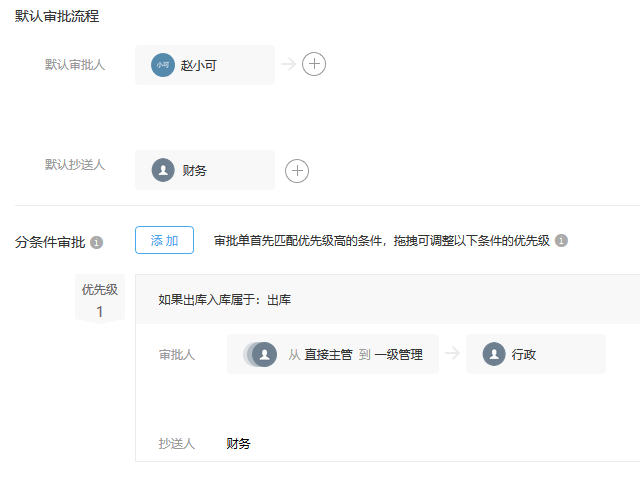 默认审批流程
默认审批人 小可 赵小可
默认抄送人 财务
分条件审批 添加 审批单首先匹配优先级高的条件，拖拽可调整以下条件的优先级
优先级
1
如果出库入库属于：出库
审批人 从 直接主管 到 一级管理 行政
抄送人 财务